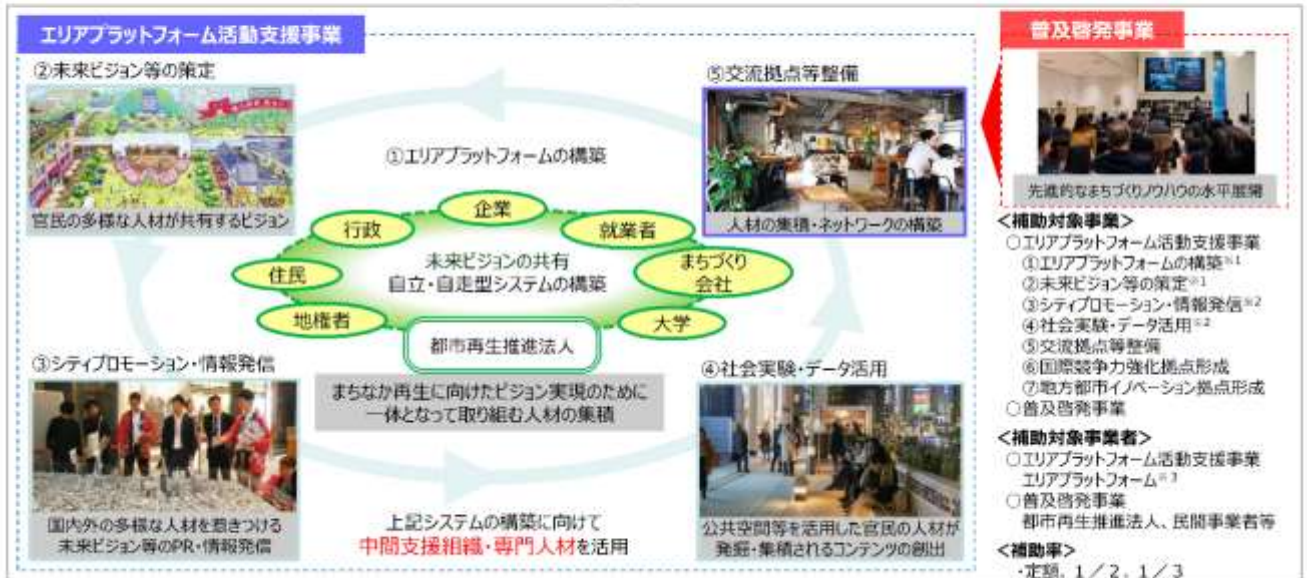 エリアプラットフォーム活動支援事業
②未来ビジョン等の策定
官民の多様な人材が共有するビジョン
①エリアプラットフォームの構築
⑤交流拠点等整備
人材の集積・ネットワークの構築
企業
行政
就業者
住民
まちづくり
会社
地権者
大学
未来ビジョンの共有
自立・自走型システムの構築
都市再生推進法人
まちなか再生に向けたビジョン実現のために
一体となって取り組む人材の集積
③シティプロモーション・情報発信
国内外の多様な人材を惹きつける
未来ビジョン等のPR・情報発信
上記システムの構築に向けて
中間支援組織・専門人材を活用
④社会実験・データ活用
公共空間等を活用した官民の人材が
発掘・集積されるコンテンツの創出
普及啓発事業
先進的なまちづくりノウハウの水平展開
<補助対象事業>
○エリアプラットフォーム活動支援事業
①エリアプラットフォームの構築※1
②未来ビジョン等の策定※1
③シティプロモーション・情報発信※2
④社会実験・データ活用※2
⑤交流拠点等整備
⑥国際競争力強化拠点形成
⑦地方都市イノベーション拠点形成
○普及啓発事業
<補助対象事業者>
○エリアプラットフォーム活動支援事業
エリアプラットフォーム※3
○普及啓発事業
都市再生推進法人、民間事業者等
<補助率>
・定額、1/2、1/3